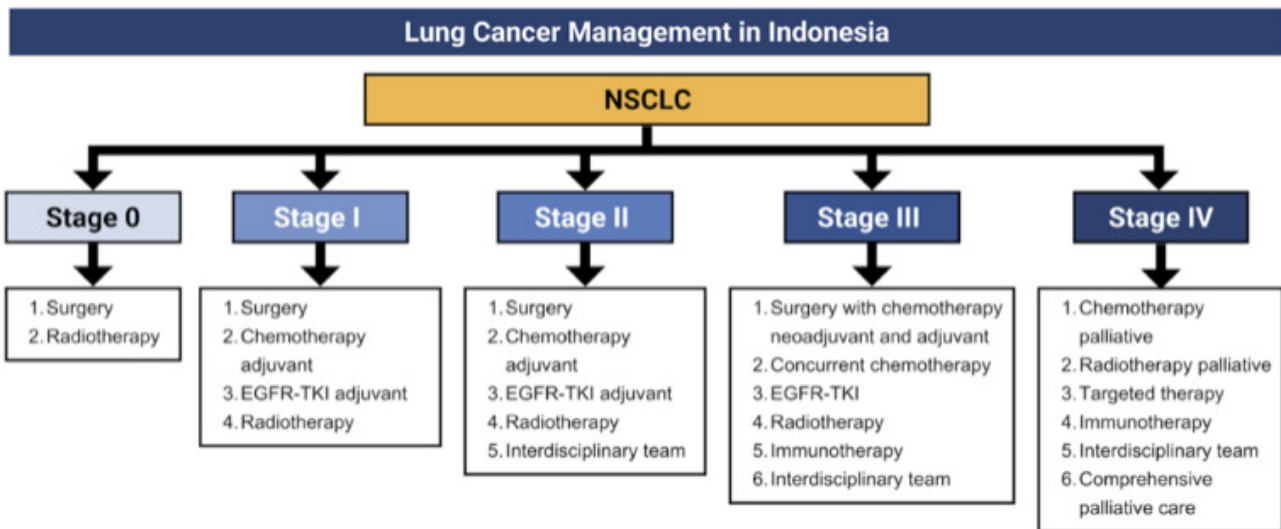 Lung Cancer Management in Indonesia
NSCLC
Stage 0
1. Surgery
2. Radiotherapy
Stage I
1. Surgery
2. Chemotherapy
adjuvant
3. EGFR-TKI adjuvant
4. Radiotherapy
Stage II
1. Surgery
2. Chemotherapy
adjuvant
3. EGFR-TKI adjuvant
4. Radiotherapy
5. Interdisciplinary team
Stage III
1. Surgery with chemotherapy
neoadjuvant and adjuvant
2. Concurrent chemotherapy
3. EGFR-TKI
4. Radiotherapy
5. Immunotherapy
6. Interdisciplinary team
Stage IV
1. Chemotherapy
palliative
2. Radiotherapy palliative
3. Targeted therapy
4. Immunotherapy
5. Interdisciplinary team
6. Comprehensive
palliative care